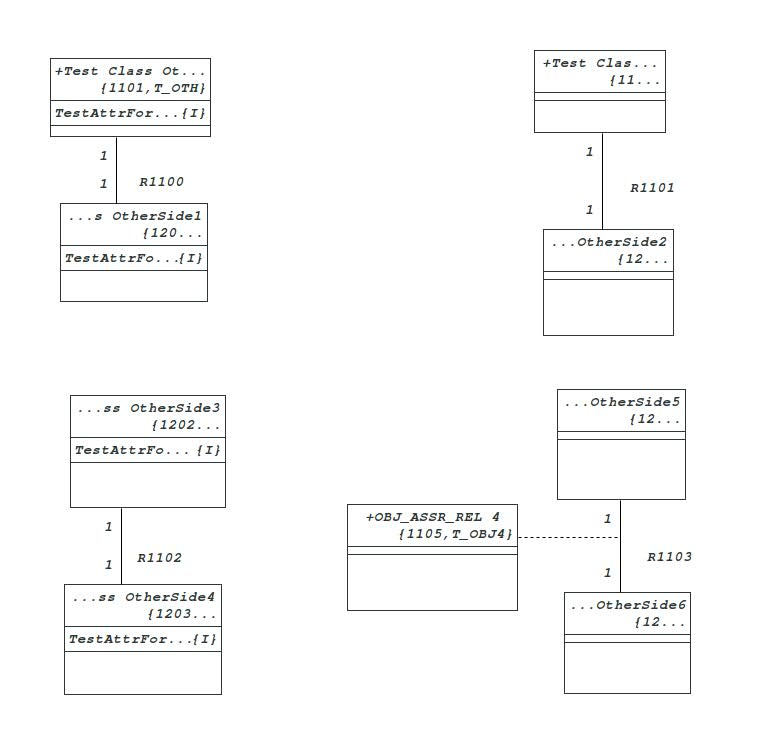 +Test Class Ot...
{1101,T_OTH}
TestAttrFor...{I}
1
1
R1100
...s OtherSide1
{120...
TestAttrFo...{I}
+Test Clas...
{11...
1
R1101
1
...OtherSide2
{12...
...ss OtherSide3
{1202...
TestAttrFo... {I}
1
1
R1102
...ss OtherSide4
{1203...
TestAttrFor...{I}
...OtherSide5
{12...
+OBJ_ASSR_REL 4
{1105,T_OBJ4}
1
R1103
1
...OtherSide6
{12...